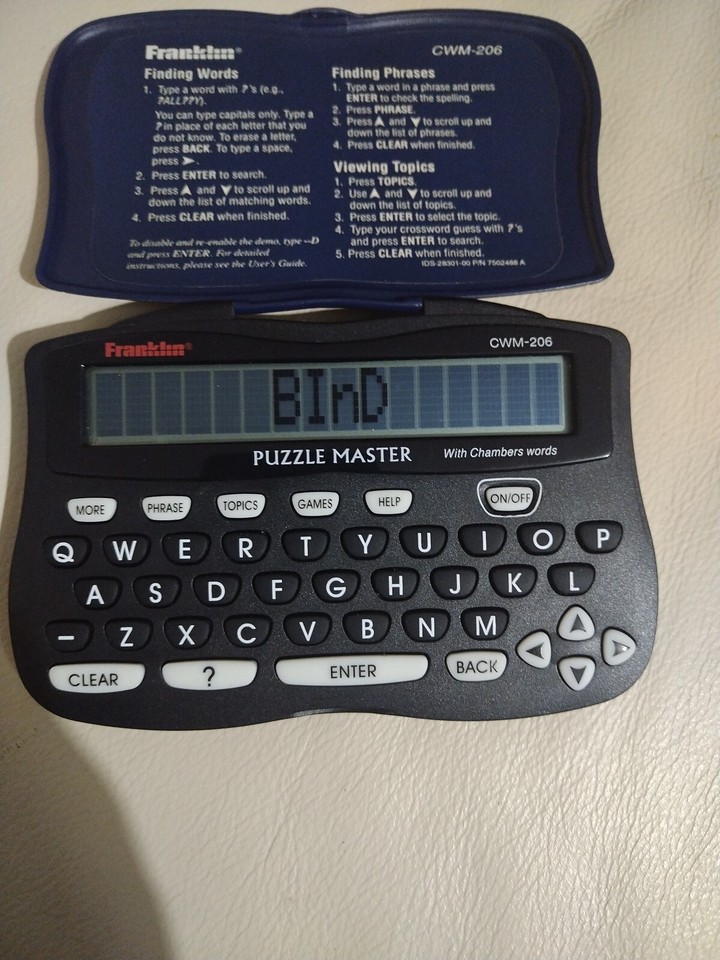 Franklin®
CWM-206
Finding Words
1. Type a word with ?'s (e.g.,
?ALL??Y).
You can type capitals only. Type a
? in place of each letter that you
do not know. To erase a letter,
press BACK. To type a space,
press ➤.
2. Press ENTER to search.
3. Press ▲ and ▼ to scroll up and
down the list of matching words.
4. Press CLEAR when finished.
To disable and re-enable the demo, type –D
and press ENTER. For detailed
instructions, please see the User's Guide.
Finding Phrases
1. Type a word in a phrase and press
ENTER to check the spelling.
2. Press PHRASE.
3. Press ▲ and ▼ to scroll up and
down the list of phrases.
4. Press CLEAR when finished.
Viewing Topics
1. Press TOPICS.
2. Use ▲ and ▼ to scroll up and
down the list of topics.
3. Press ENTER to select the topic.
4. Type your crossword guess with ?'s
and press ENTER to search.
5. Press CLEAR when finished.
IDS-28301-00 P/N 7502488 A
Franklin®
CWM-206
BInD
PUZZLE MASTER With Chambers words
MORE PHRASE TOPICS GAMES HELP ON/OFF
Q W E R T Y U I O P
A S D F G H J K L
– Z X C V B N M
CLEAR ? ENTER BACK